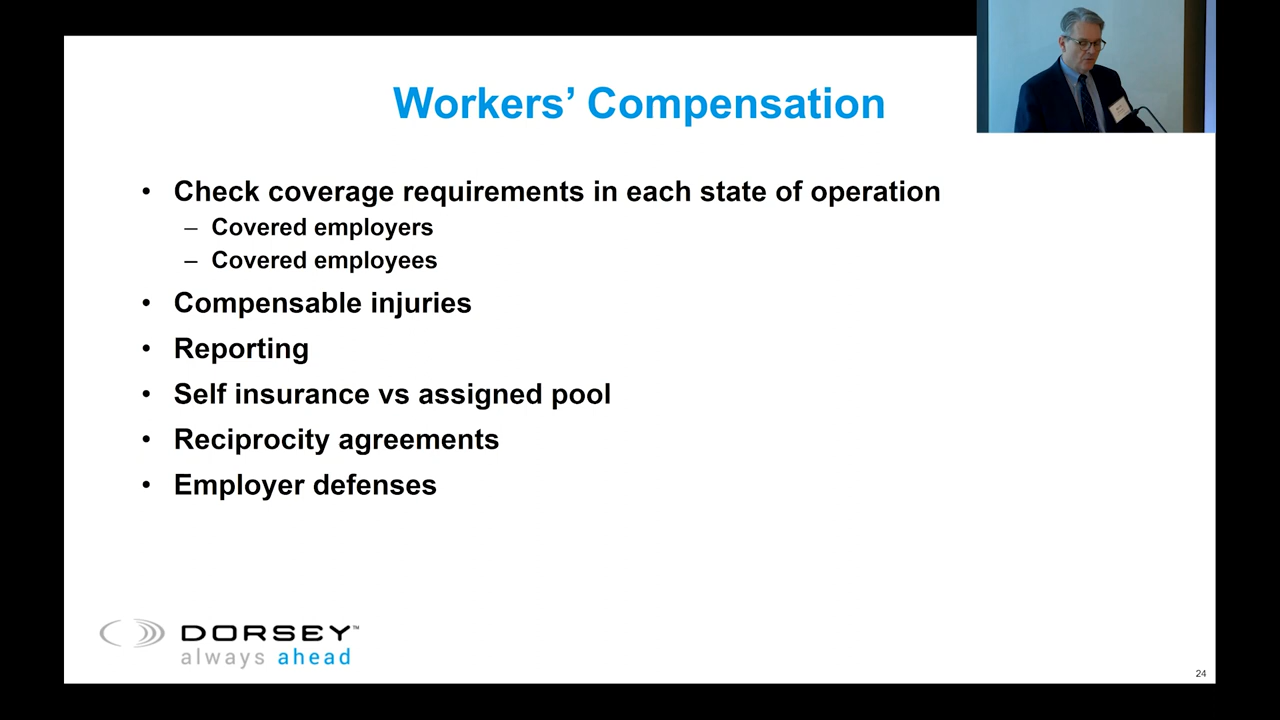 Workers’ Compensation
• Check coverage requirements in each state of operation
– Covered employers
– Covered employees
• Compensable injuries
• Reporting
• Self insurance vs assigned pool
• Reciprocity agreements
• Employer defenses
DORSEY™
always ahead
24